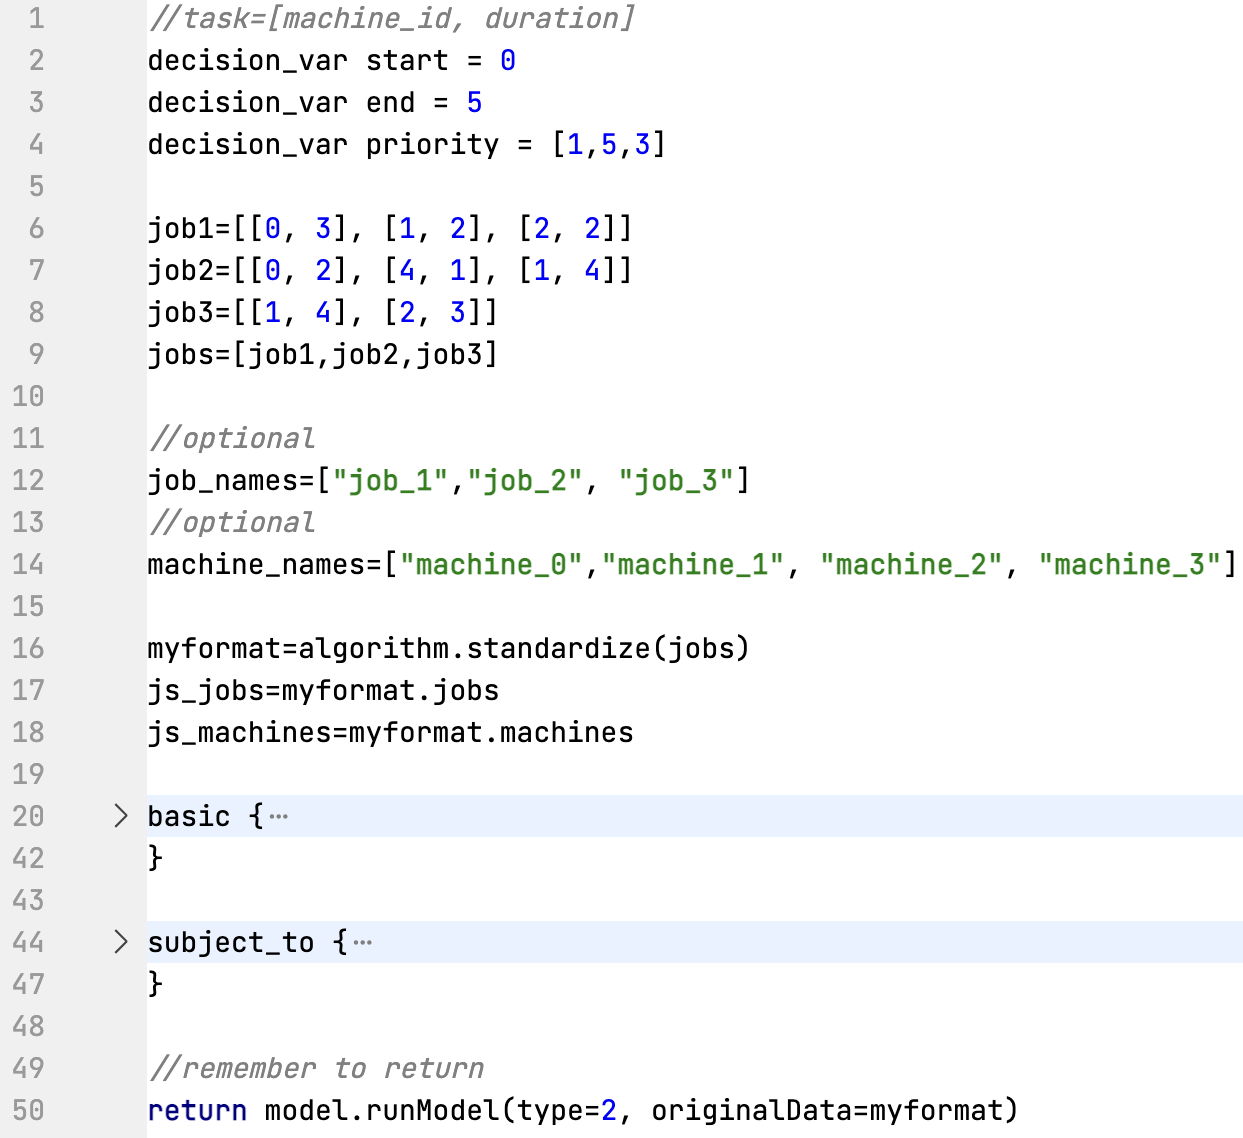 1 //task=[machine_id, duration]
2 decision_var start = 0
3 decision_var end = 5
4 decision_var priority = [1,5,3]
5
6 job1=[[0, 3], [1, 2], [2, 2]]
7 job2=[[0, 2], [4, 1], [1, 4]]
8 job3=[[1, 4], [2, 3]]
9 jobs=[job1,job2,job3]
10
11 //optional
12 job_names=["job_1","job_2", "job_3"]
13 //optional
14 machine_names=["machine_0","machine_1", "machine_2", "machine_3"]
15
16 myformat=algorithm.standardize(jobs)
17 js_jobs=myformat.jobs
18 js_machines=myformat.machines
19
20 basic {⋯
42 }
43
44 subject_to {⋯
47 }
48
49 //remember to return
50 return model.runModel(type=2, originalData=myformat)